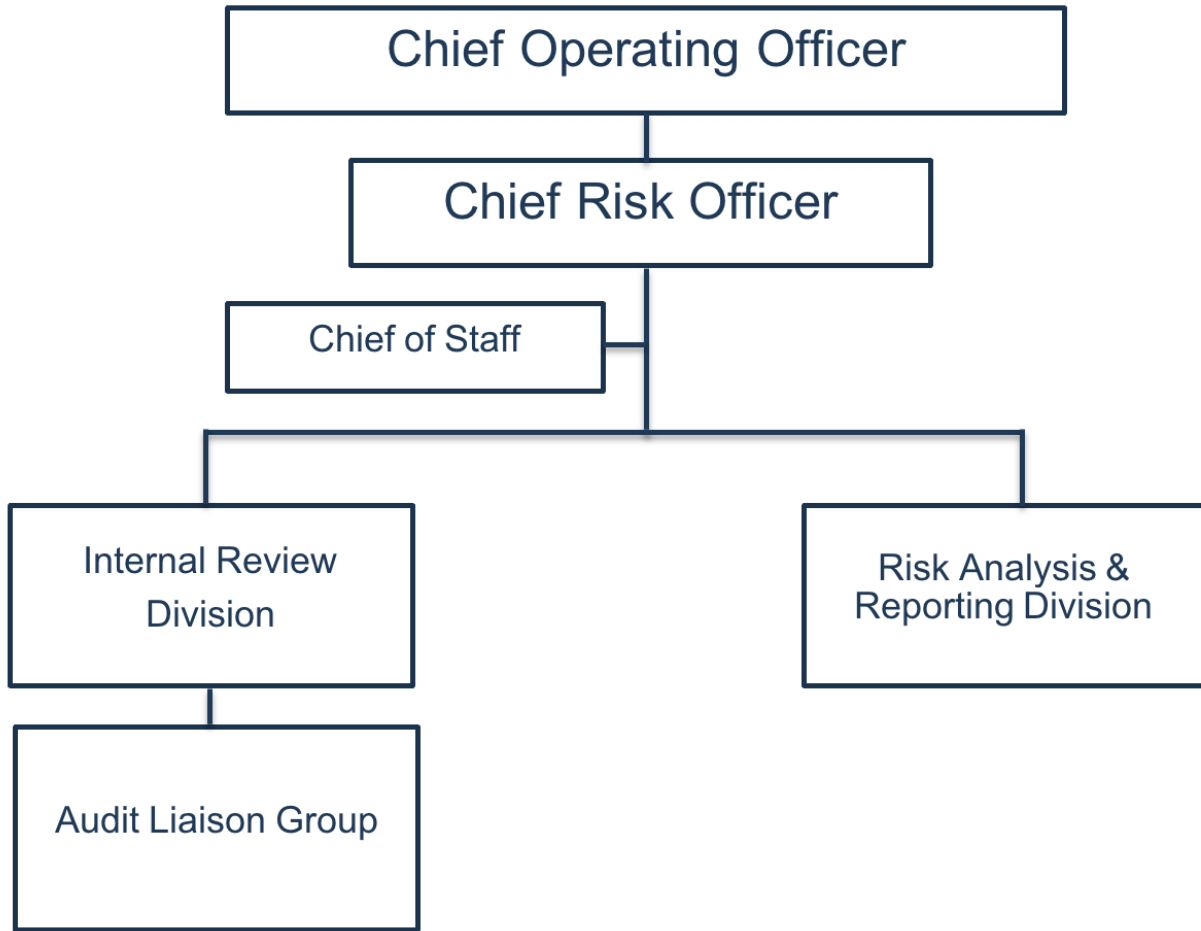 Chief Operating Officer
Chief Risk Officer
Chief of Staff
Internal Review
Division
Risk Analysis &
Reporting Division
Audit Liaison Group